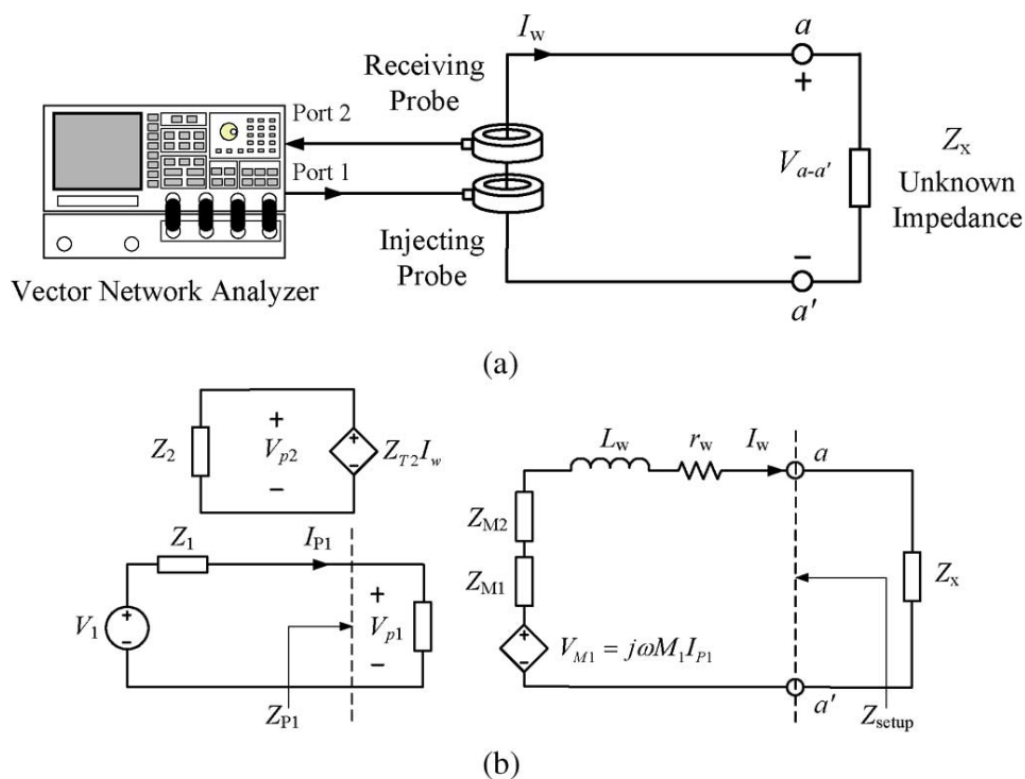 I_w
a
Receiving
Probe
+
Port 2
Port 1
V_{a-a′}
Z_x
Unknown
Impedance
Injecting
Probe
−
a′
Vector Network Analyzer
(a)
Z_2
+
V_{p2}
−
+
−
Z_{T2}I_w
L_w
r_w
I_w
a
Z_{M2}
Z_1
I_{P1}
Z_{M1}
Z_x
V_1
+
−
+
V_{p1}
−
+
−
V_{M1} = jωM_1I_{P1}
Z_{P1}
a′
Z_{setup}
(b)